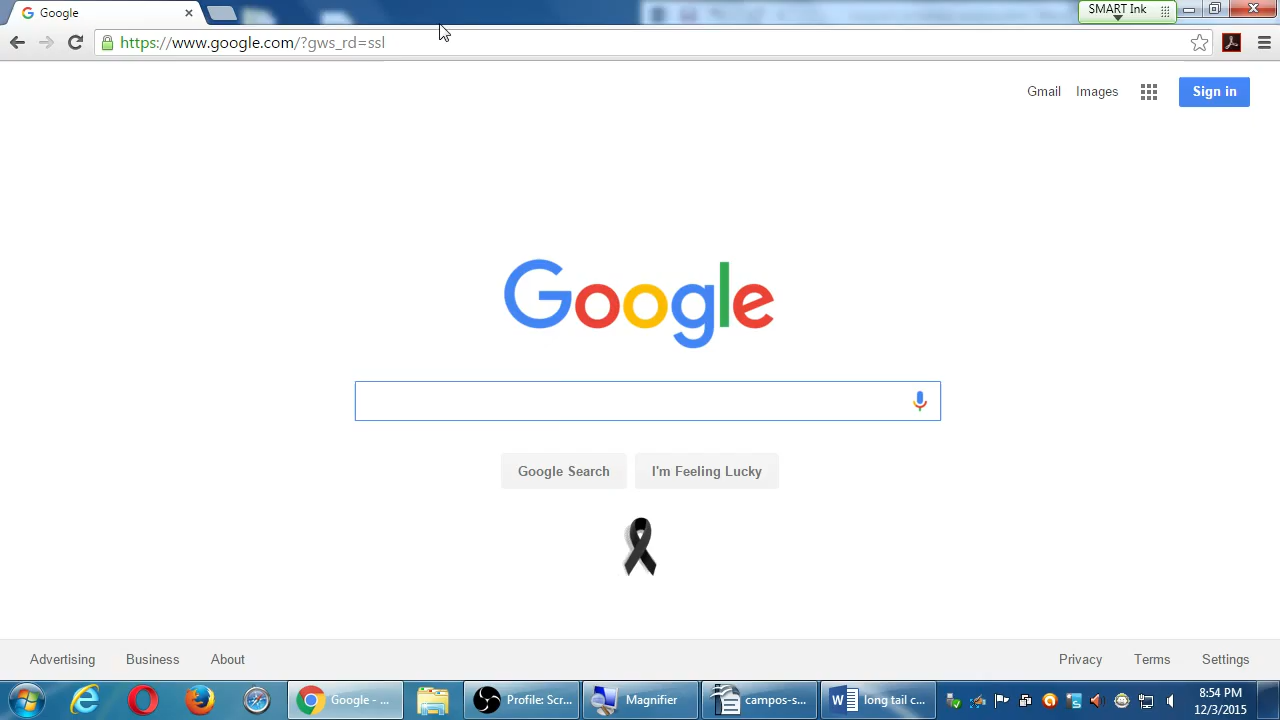 Google
SMART Ink
https://www.google.com/?gws_rd=ssl
Gmail Images Sign in
Google
Google Search I'm Feeling Lucky
Advertising Business About Privacy Terms Settings
Google - ... Profile: Scr... Magnifier campos-s... long tail c... 8:54 PM
12/3/2015